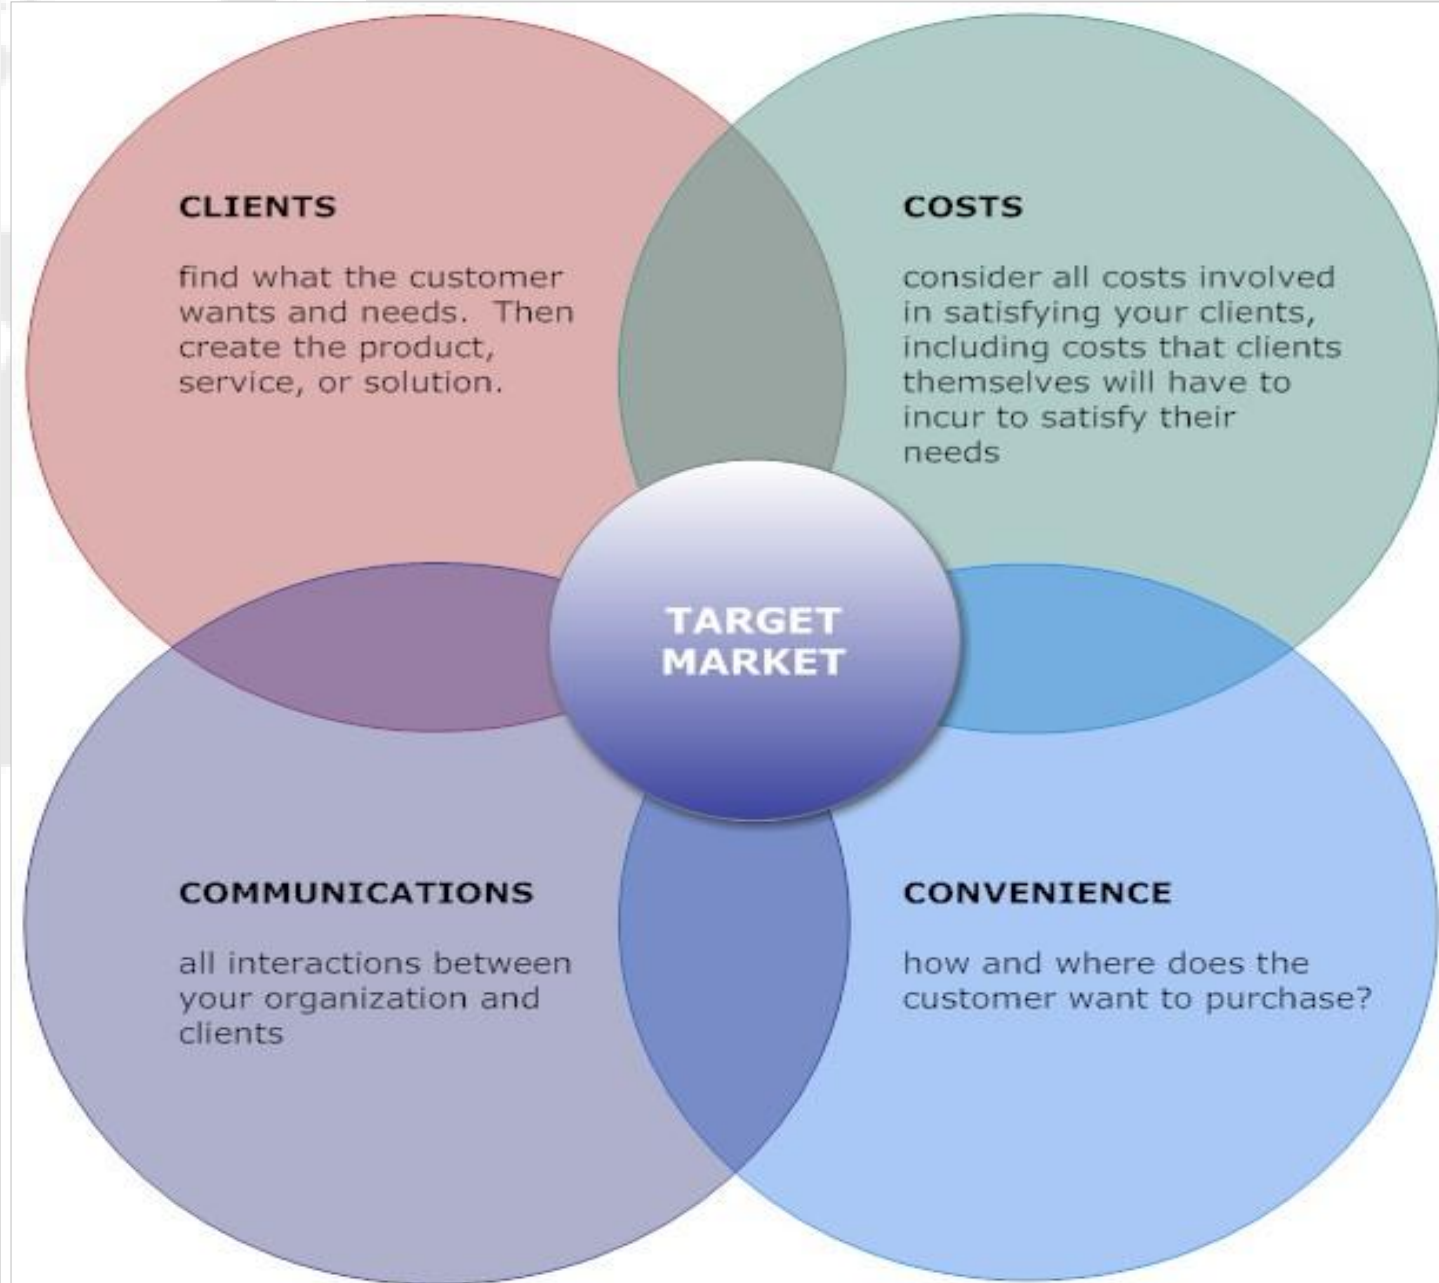 CLIENTS
find what the customer
wants and needs.  Then
create the product,
service, or solution.
COSTS
consider all costs involved
in satisfying your clients,
including costs that clients
themselves will have to
incur to satisfy their
needs
TARGET
MARKET
COMMUNICATIONS
all interactions between
your organization and
clients
CONVENIENCE
how and where does the
customer want to purchase?